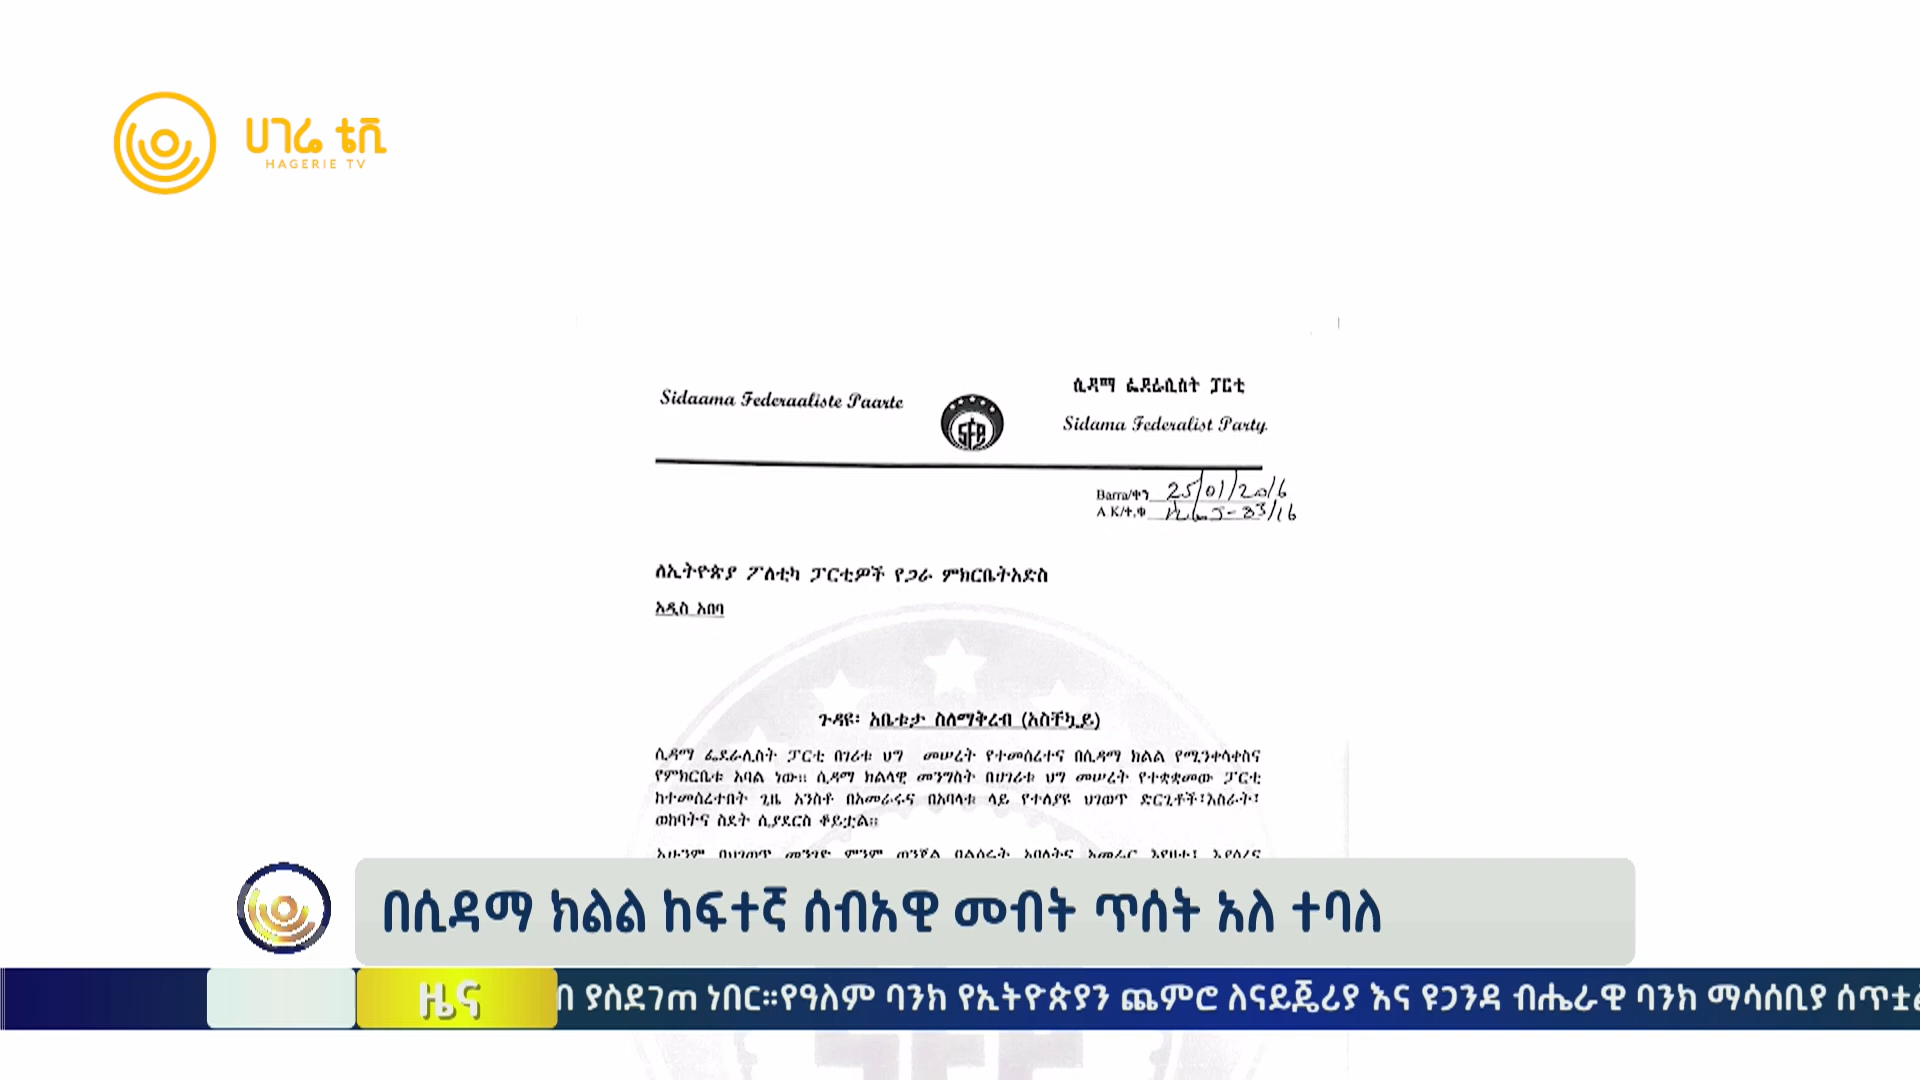 ሀገሬ ቴቪ
HAGERIE TV
Sidaama Federaaliste Paarte
ሲዳማ ፌደራሊስት ፓርቲ
Sidama Federalist Party
SFP
Barra/ቀን 25/01/2016
A K/ተ.ቁ
ለኢትዮጵያ ፖለቲካ ፓርቲዎች የጋራ ምክርቤትአድስ
አዲስ አበባ
ጉዳዩ፡ አቤቱታ ስለማቅረብ (አስቸኳይ)
ሲዳማ ፌደራሊስት ፓርቲ በገሪቱ ህግ መሠረት የተመሰረተና በሲዳማ ክልል የሚንቀሳቀስና
የምክርቤቱ አባል ነው። ሲዳማ ክልላዊ መንግስት በሀገሪቱ ህግ መሠረት የተቋቋመው ፓርቲ
ከተመሰረተበት ጊዜ አንስቶ በአመራሩና በአባላቱ ላይ የተለያዩ ህገወጥ ድርጊቶች፣እስራት፣
ወከባትና ስደት ሲያደርስ ቆይቷል።
በሲዳማ ክልል ከፍተኛ ሰብአዊ መብት ጥሰት አለ ተባለ
ዜና
በ ያስደገጠ ነበር።የዓለም ባንክ የኢትዮጵያን ጨምሮ ለናይጄሪያ እና ዩጋንዳ ብሔራዊ ባንክ ማሳሰቢያ